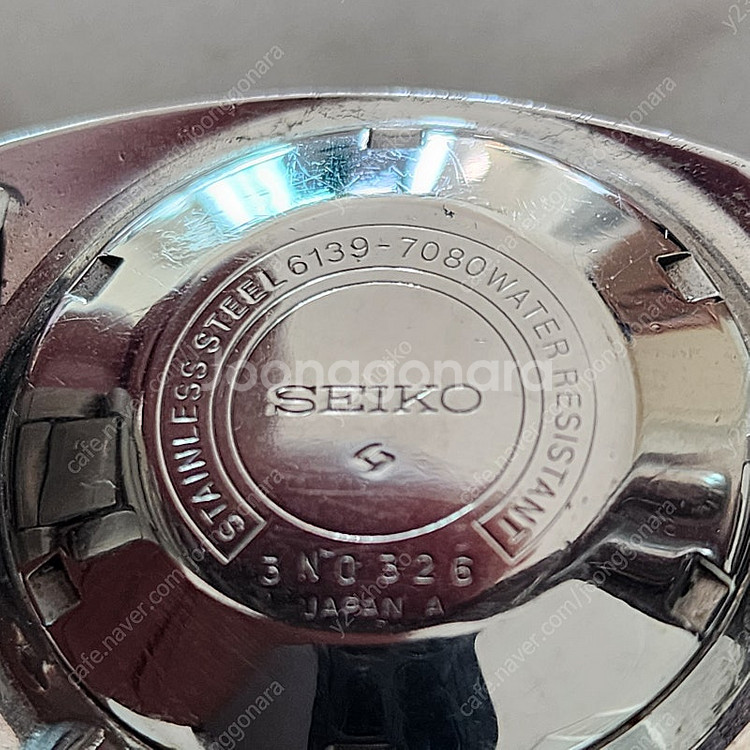 STAINLESS STEEL 6139-7080 WATER RESISTANT
SEIKO
5N0326
JAPAN A
joonggonara
cafe.naver.com/joonggonara